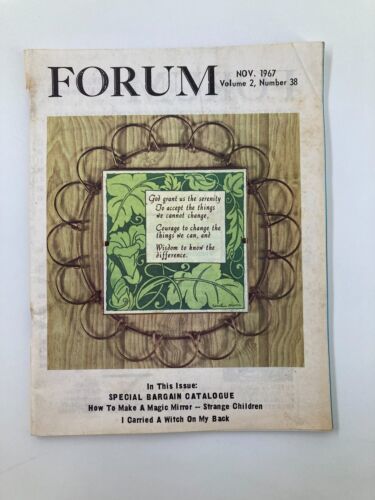 FORUM
NOV. 1967
Volume 2, Number 38
God grant us the serenity
To accept the things
we cannot change,
Courage to change the
things we can, and
Wisdom to know the
difference.
In This Issue:
SPECIAL BARGAIN CATALOGUE
How To Make A Magic Mirror — Strange Children
I Carried A Witch On My Back